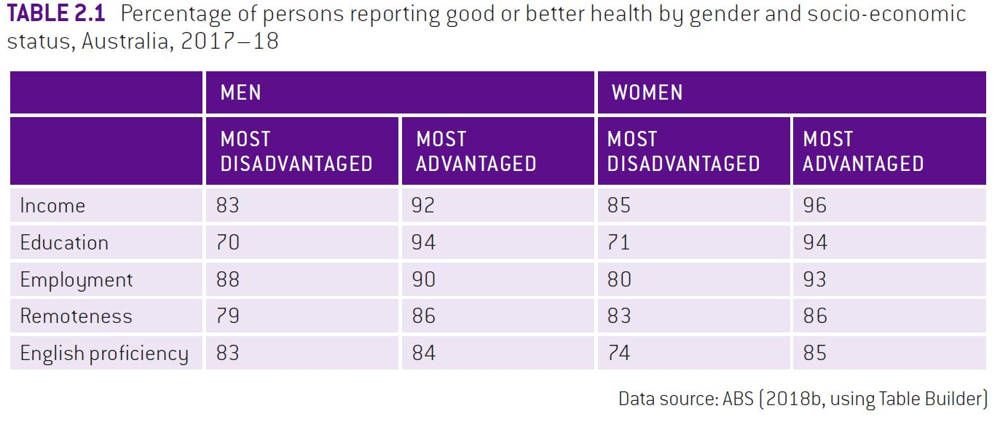 TABLE 2.1 Percentage of persons reporting good or better health by gender and socio-economic
status, Australia, 2017–18
MEN WOMEN
MOST DISADVANTAGED MOST ADVANTAGED MOST DISADVANTAGED MOST ADVANTAGED
Income 83 92 85 96
Education 70 94 71 94
Employment 88 90 80 93
Remoteness 79 86 83 86
English proficiency 83 84 74 85
Data source: ABS (2018b, using Table Builder)